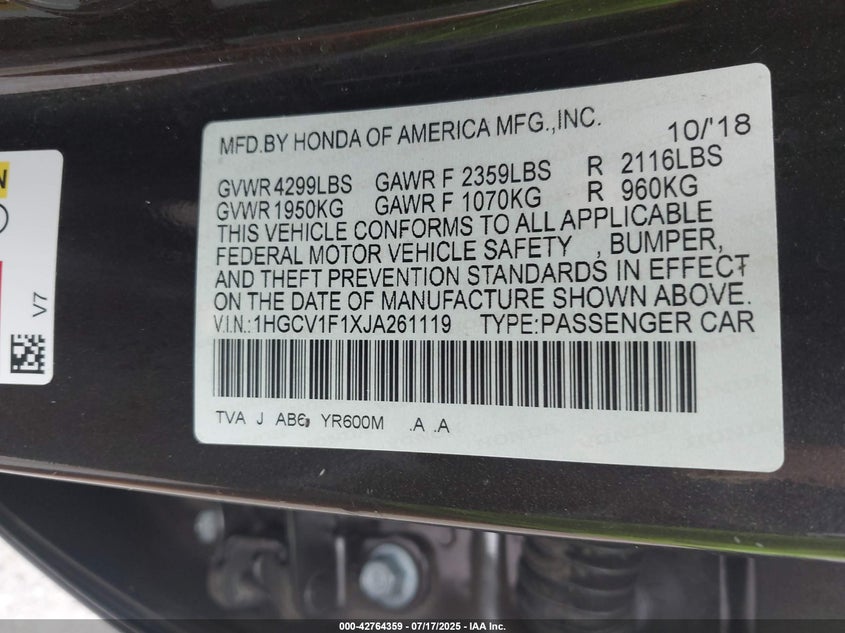 MFD.BY HONDA OF AMERICA MFG.,INC. 10/'18
GVWR 4299LBS GAWR F 2359LBS R 2116LBS
GVWR 1950KG GAWR F 1070KG R 960KG
THIS VEHICLE CONFORMS TO ALL APPLICABLE
FEDERAL MOTOR VEHICLE SAFETY , BUMPER,
AND THEFT PREVENTION STANDARDS IN EFFECT
ON THE DATE OF MANUFACTURE SHOWN ABOVE.
V.I.N.:1HGCV1F1XJA261119 TYPE:PASSENGER CAR
TVA J AB6, YR600M .A .A
V7
000-42764359 | 07/17/2025 - IAA Inc.